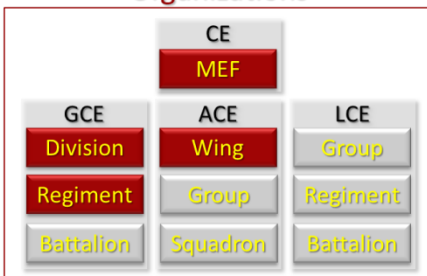 CE
MEF
GCE ACE LCE
Division Wing Group
Regiment Group Regiment
Battalion Squadron Battalion